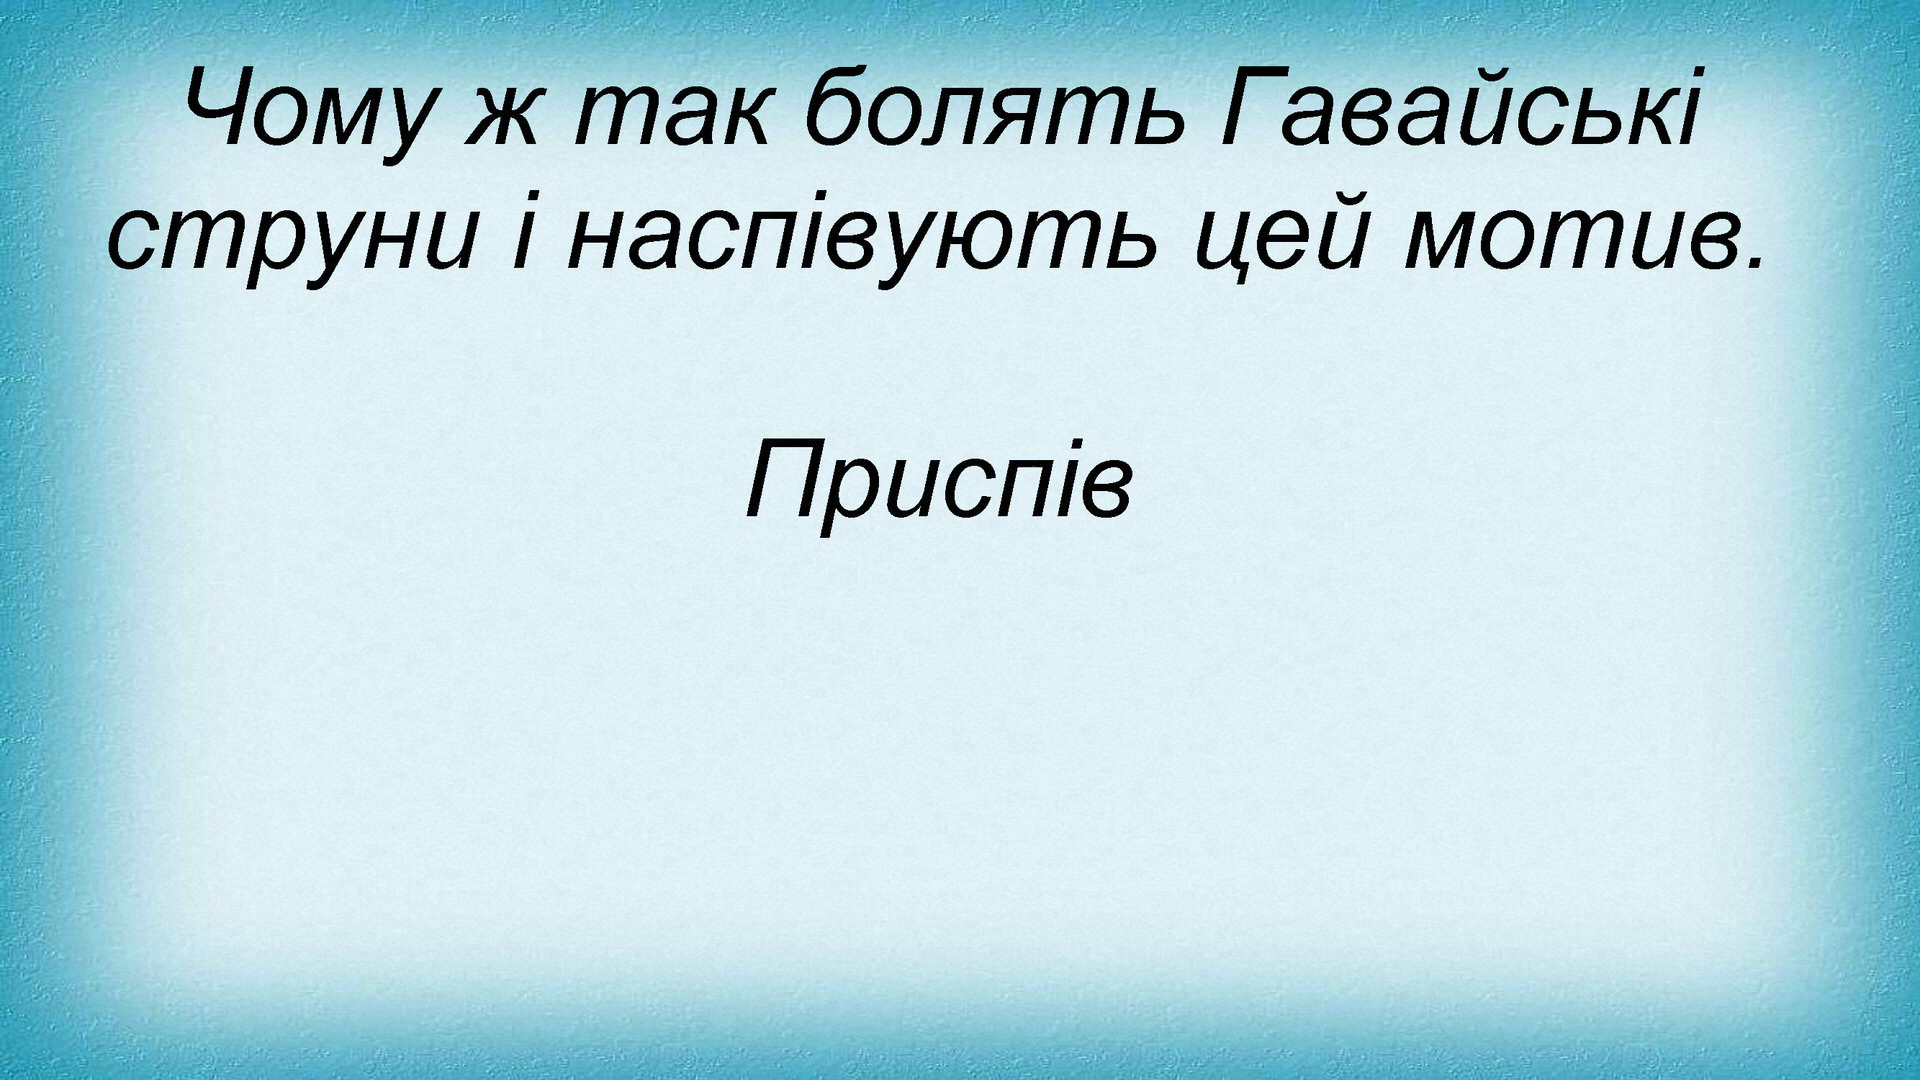 Чому ж так болять Гавайські
струни і наспівують цей мотив.
Приспів